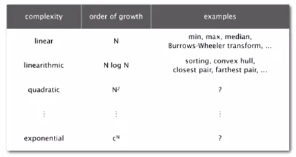 complexity order of growth examples
linear N min, max, median,
Burrows-Wheeler transform, ...
linearithmic N log N sorting, convex hull,
closest pair, farthest pair, ...
quadratic N² ?
⋮ ⋮ ⋮
exponential cᴺ ?